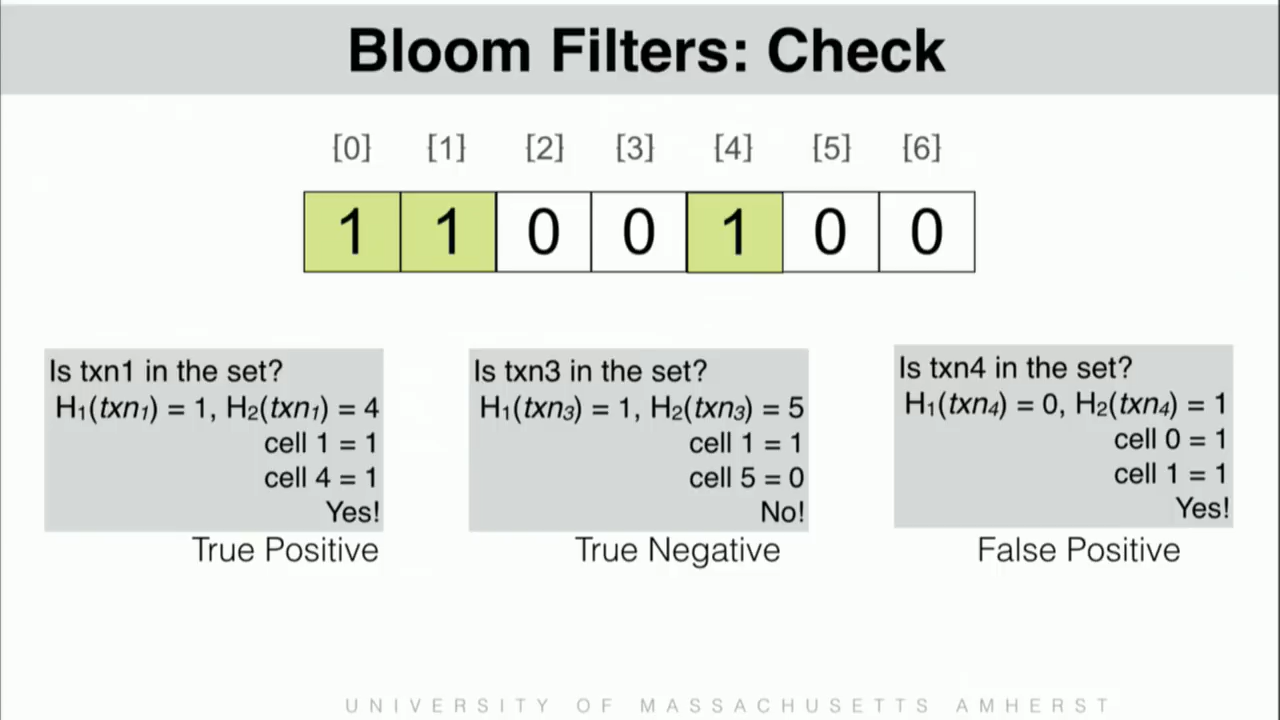 Bloom Filters: Check
[0] [1] [2] [3] [4] [5] [6]
1 1 0 0 1 0 0
Is txn1 in the set?
H₁(txn₁) = 1, H₂(txn₁) = 4
cell 1 = 1
cell 4 = 1
Yes!
True Positive
Is txn3 in the set?
H₁(txn₃) = 1, H₂(txn₃) = 5
cell 1 = 1
cell 5 = 0
No!
True Negative
Is txn4 in the set?
H₁(txn₄) = 0, H₂(txn₄) = 1
cell 0 = 1
cell 1 = 1
Yes!
False Positive
UNIVERSITY OF MASSACHUSETTS AMHERST